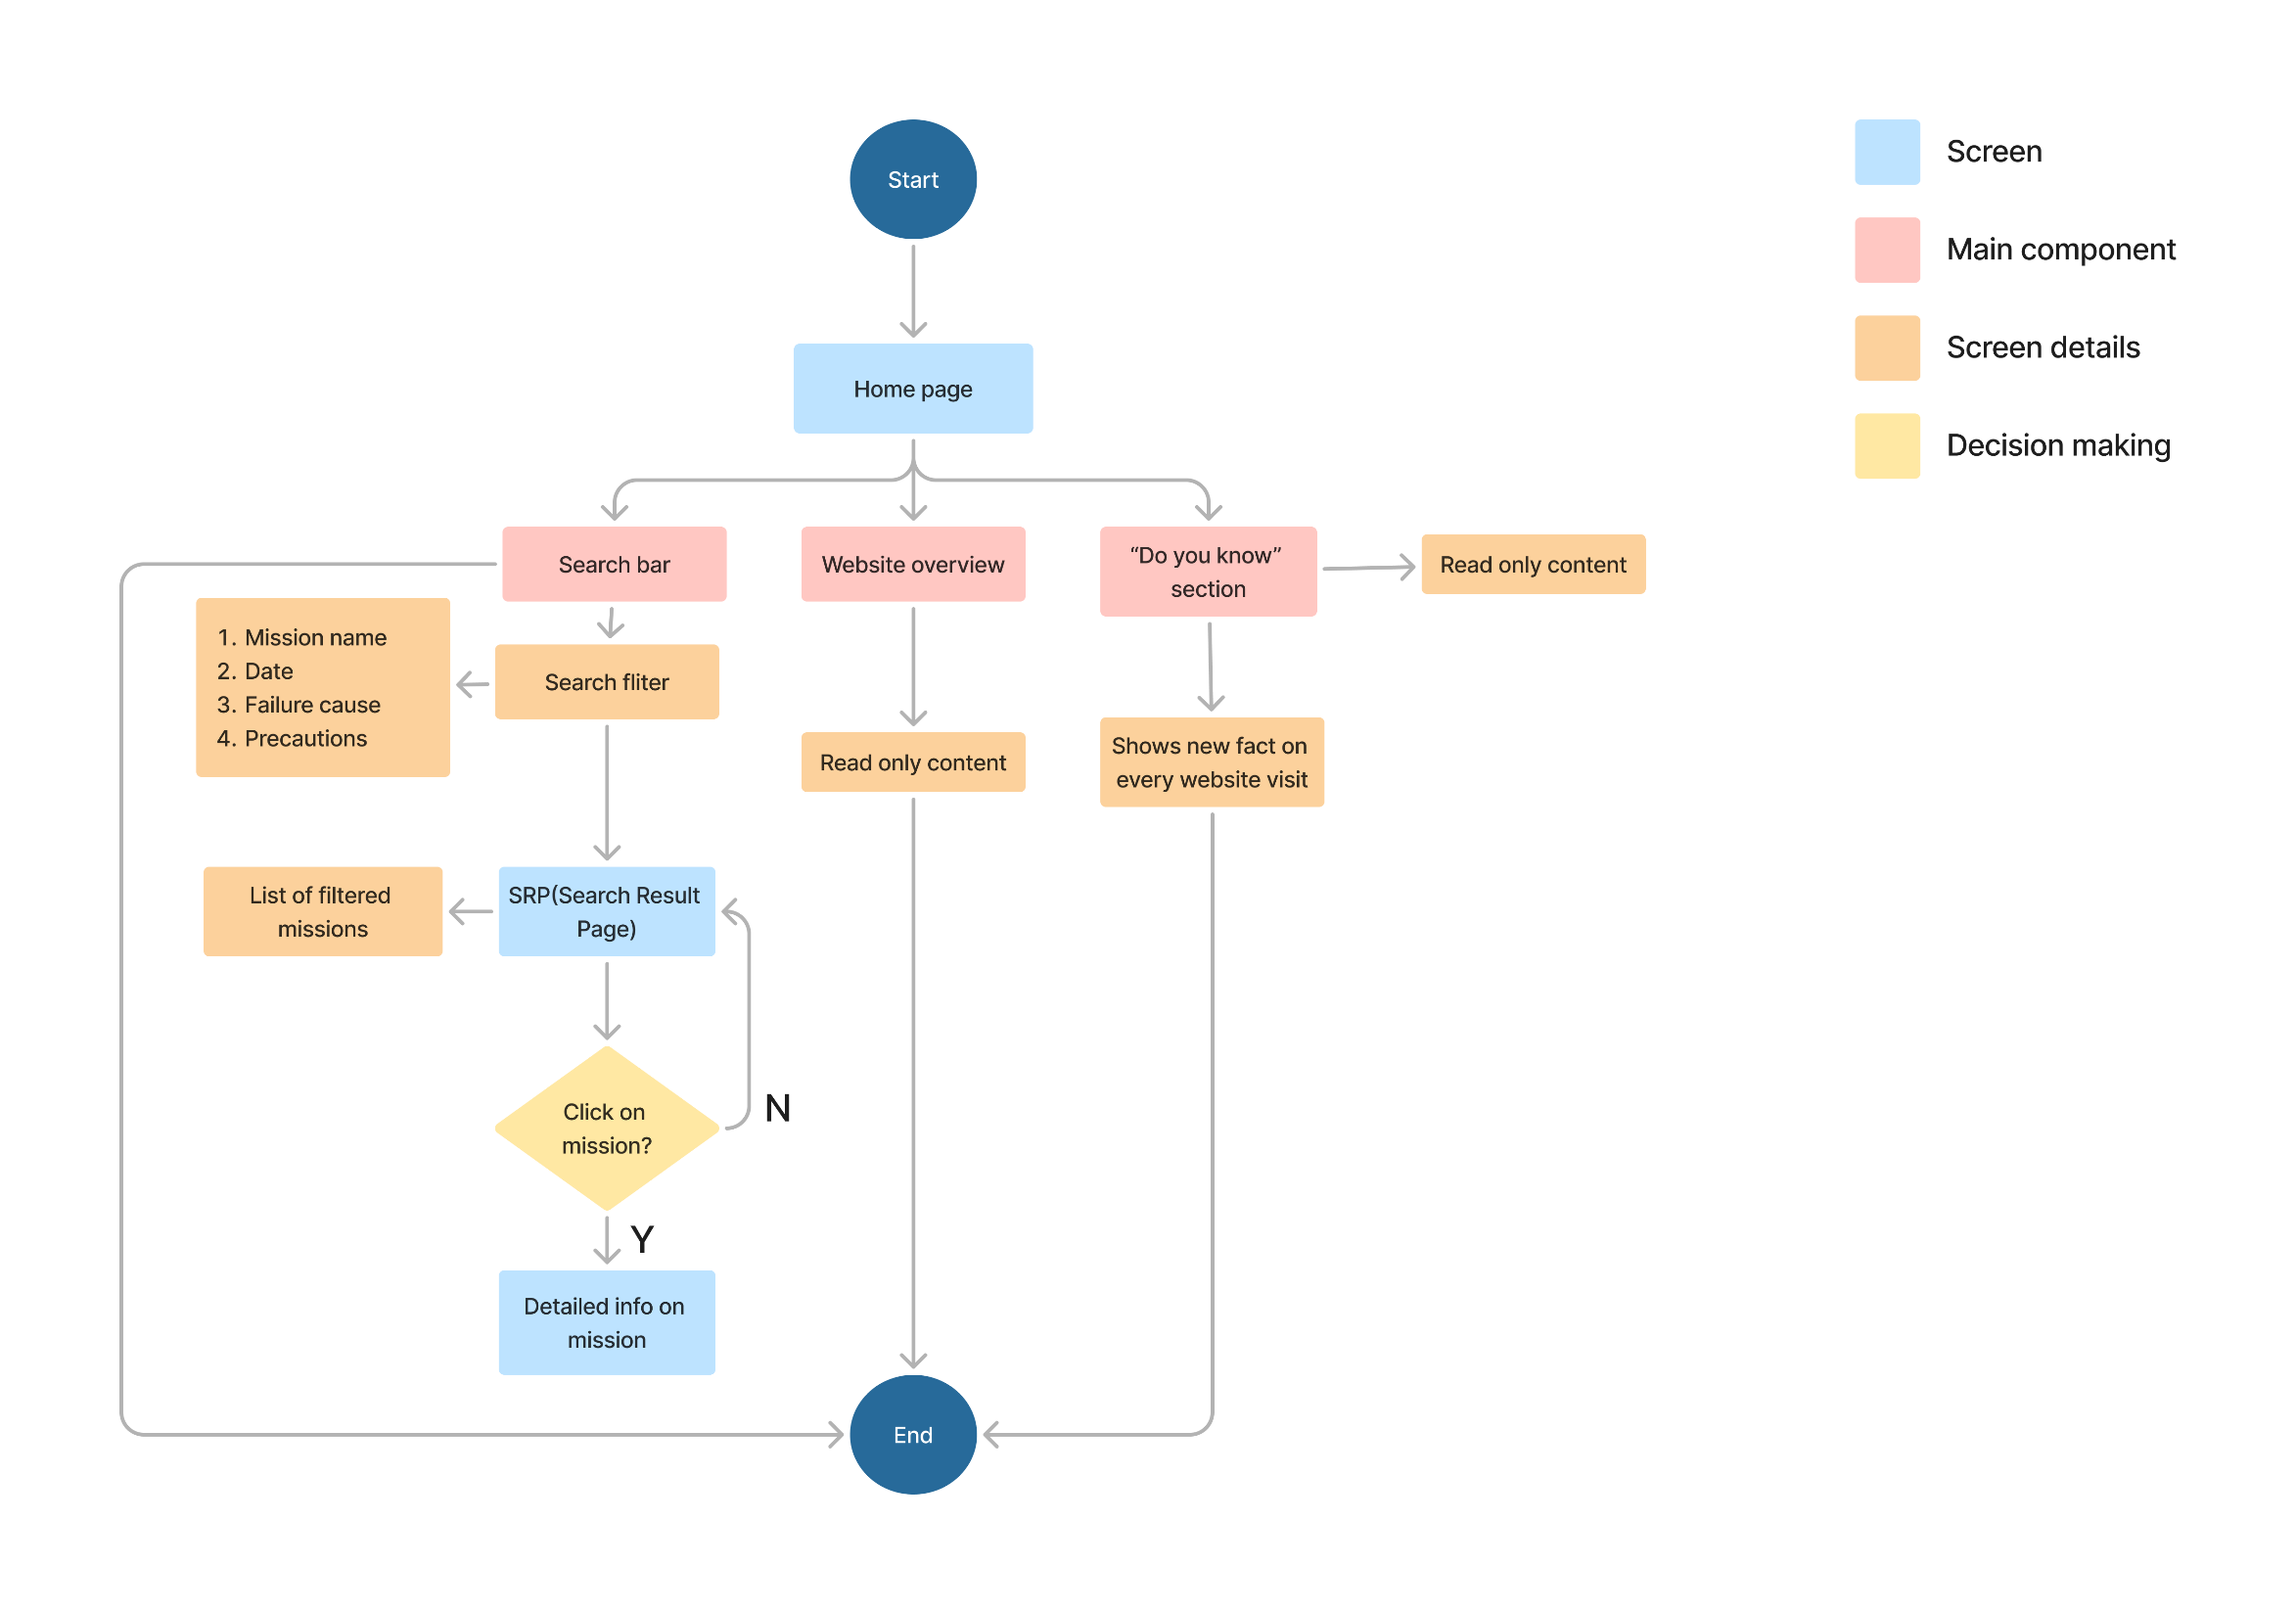 Start
Screen
Main component
Screen details
Decision making
Home page
Search bar
Website overview
“Do you know”
section
Read only content
1. Mission name
2. Date
3. Failure cause
4. Precautions
Search fliter
Read only content
Shows new fact on
every website visit
List of filtered
missions
SRP(Search Result
Page)
Click on
mission?
N
Y
Detailed info on
mission
End